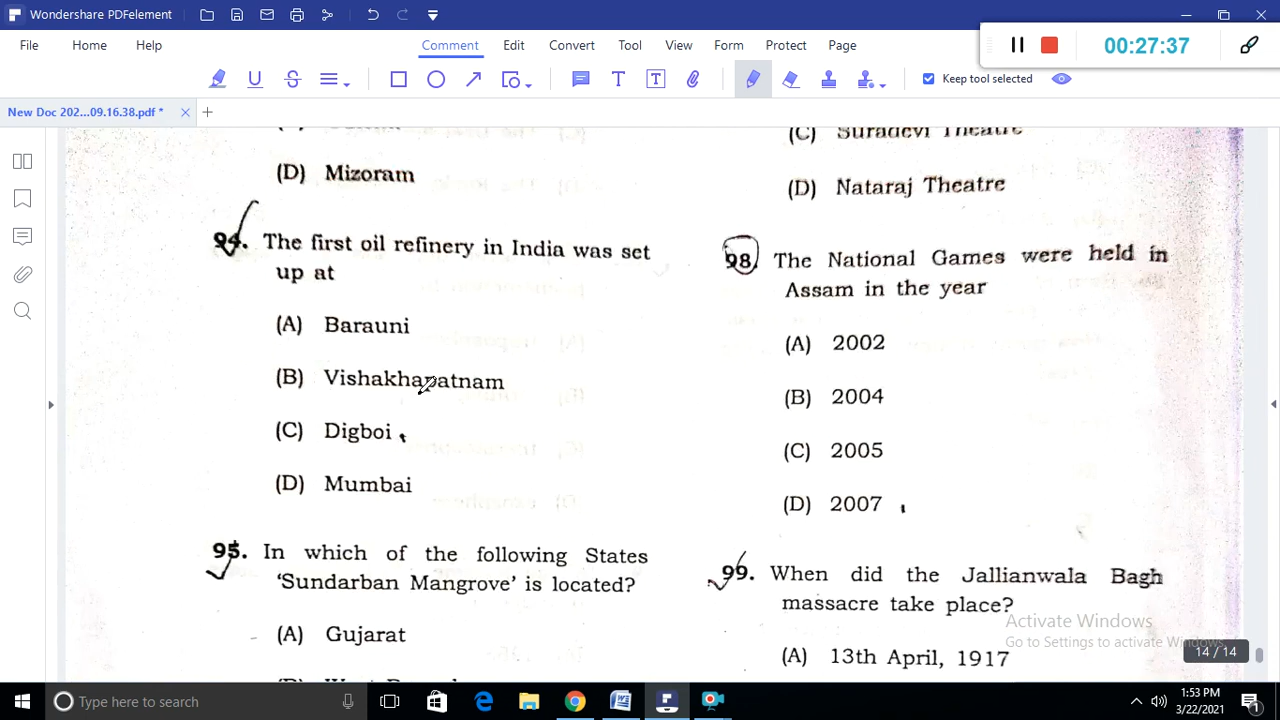 Wondershare PDFelement
File Home Help Comment Edit Convert Tool View Form Protect Page
00:27:37
Keep tool selected
New Doc 202...09.16.38.pdf *
(D) Mizoram
94. The first oil refinery in India was set
up at
(A) Barauni
(B) Vishakhapatnam
(C) Digboi
(D) Mumbai
95. In which of the following States
'Sundarban Mangrove' is located?
(A) Gujarat
(C) Suradevi Theatre
(D) Nataraj Theatre
98. The National Games were held in
Assam in the year
(A) 2002
(B) 2004
(C) 2005
(D) 2007
99. When did the Jallianwala Bagh
massacre take place?
(A) 13th April, 1917
Activate Windows
Go to Settings to activate Windows.
14 / 14
Type here to search
1:53 PM
3/22/2021